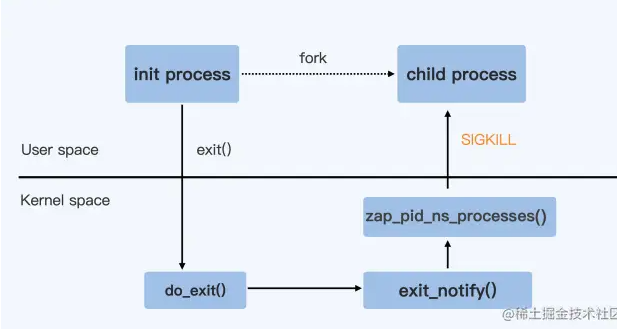 fork
init process
child process
SIGKILL
User space
exit()
Kernel space
zap_pid_ns_processes()
do_exit()
exit_notify()
@稀土掘金技术社区